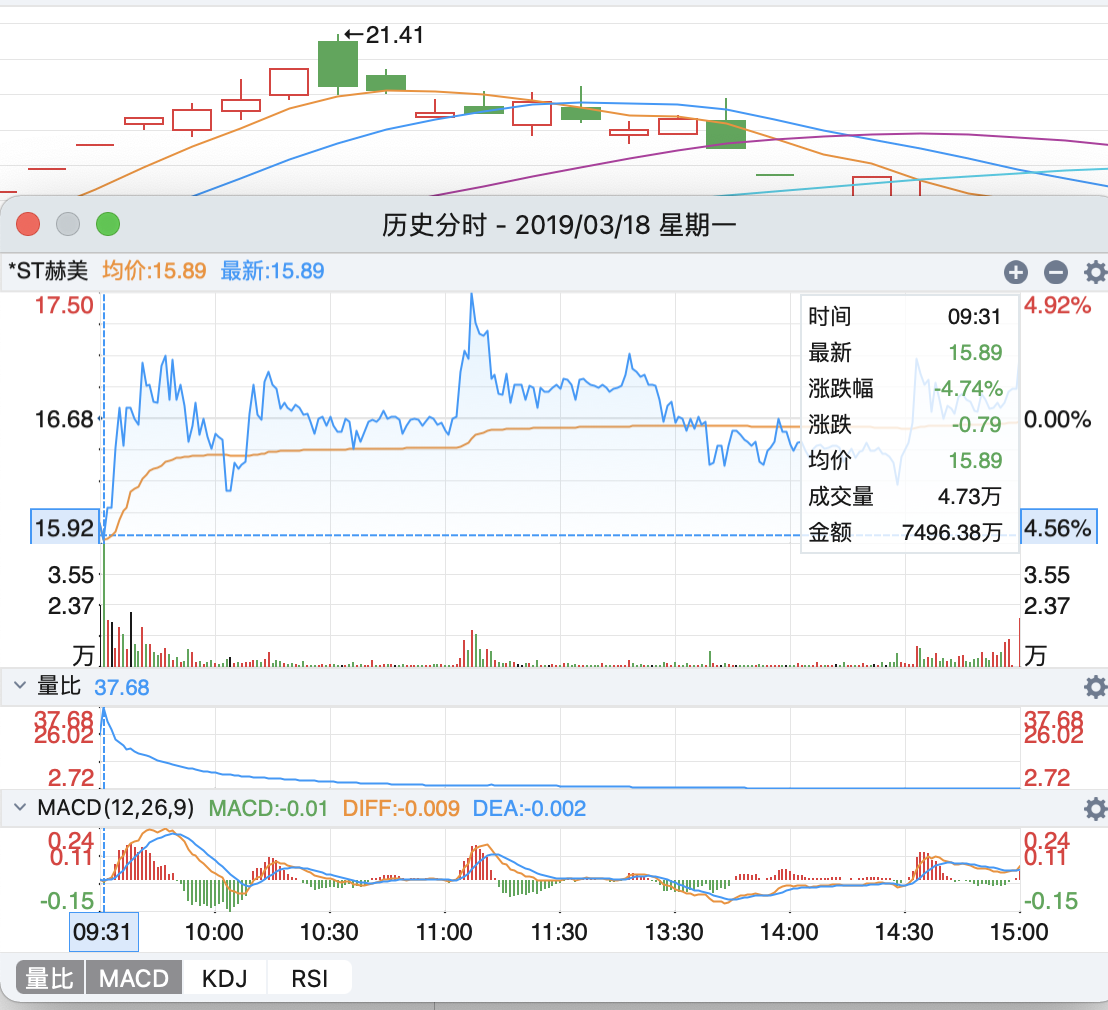 ←21.41
历史分时 - 2019/03/18 星期一
*ST赫美 均价:15.89 最新:15.89
17.50 4.92%
时间 09:31
最新 15.89
涨跌幅 -4.74%
16.68 0.00%
涨跌 -0.79
均价 15.89
成交量 4.73万
15.92 4.56%
金额 7496.38万
3.55 3.55
2.37 2.37
万 万
量比 37.68
37.68 37.68
26.02 26.02
2.72 2.72
MACD(12,26,9) MACD:-0.01 DIFF:-0.009 DEA:-0.002
0.24 0.24
0.11 0.11
-0.15 -0.15
09:31 10:00 10:30 11:00 11:30 13:30 14:00 14:30 15:00
量比 MACD KDJ RSI